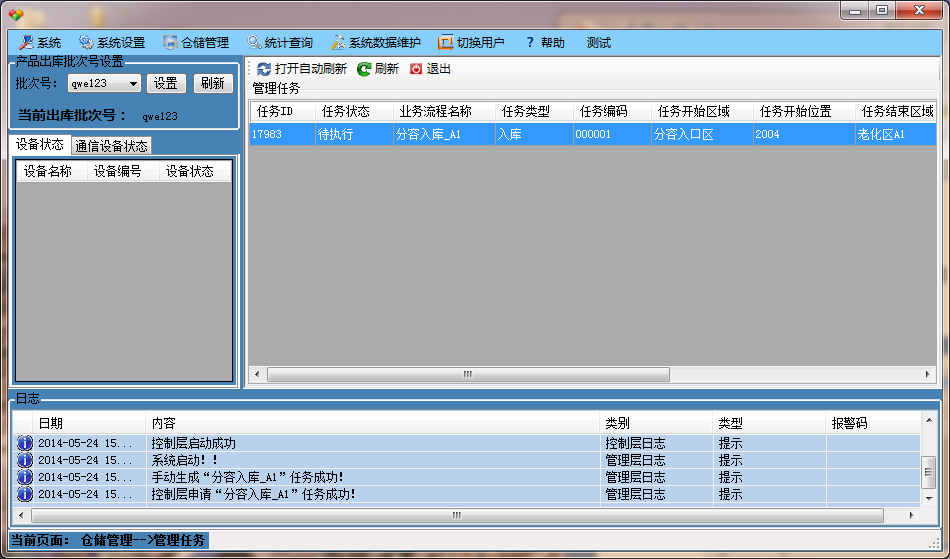 系统 系统设置 仓储管理 统计查询 系统数据维护 切换用户 ? 帮助 测试
产品出库批次号设置
批次号: qwe123 设置 刷新
当前出库批次号: qwe123
设备状态 通信设备状态
设备名称 设备编号 设备状态
打开自动刷新 刷新 退出
管理任务
任务ID 任务状态 业务流程名称 任务类型 任务编码 任务开始区域 任务开始位置 任务结束区域
17983 待执行 分容入库_A1 入库 000001 分容入口区 2004 老化区A1
日志
日期 内容 类别 类型 报警码
2014-05-24 15... 控制层启动成功 控制层日志 提示
2014-05-24 15... 系统启动!! 管理层日志 提示
2014-05-24 15... 手动生成“分容入库_A1”任务成功! 管理层日志 提示
2014-05-24 15... 控制层申请“分容入库_A1”任务成功! 管理层日志 提示
当前页面: 仓储管理-->管理任务